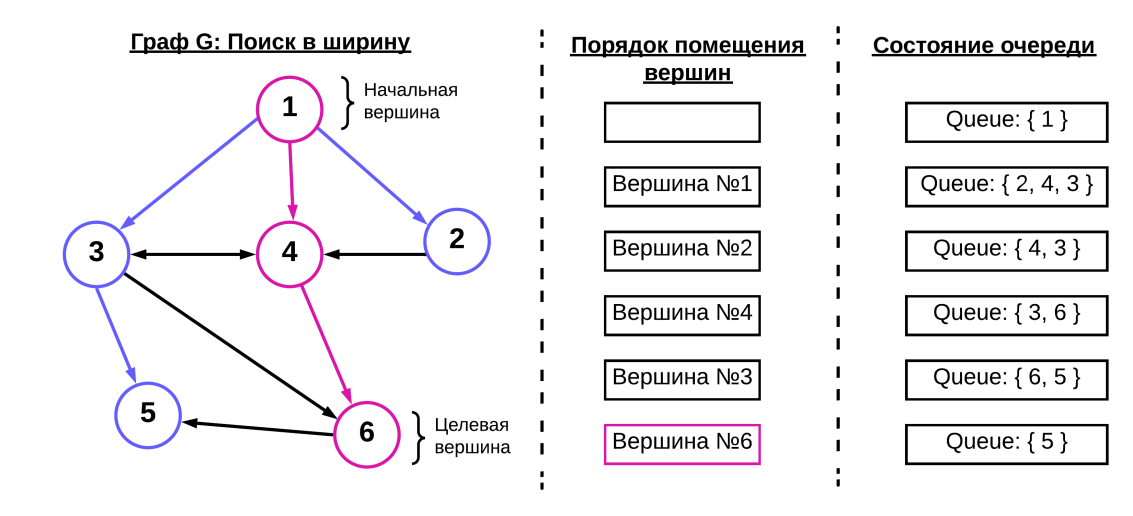 Граф G: Поиск в ширину
1
Начальная
вершина
3
4
2
5
6
Целевая
вершина
Порядок помещения
вершин
Вершина №1
Вершина №2
Вершина №4
Вершина №3
Вершина №6
Состояние очереди
Queue: { 1 }
Queue: { 2, 4, 3 }
Queue: { 4, 3 }
Queue: { 3, 6 }
Queue: { 6, 5 }
Queue: { 5 }